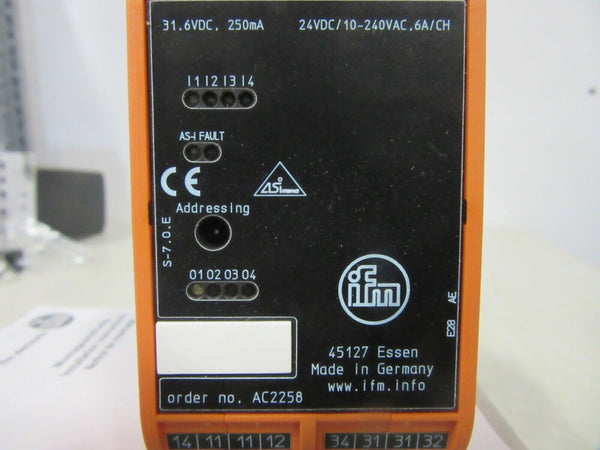 31.6VDC, 250mA 24VDC/10-240VAC,6A/CH
I1 I2 I3 I4
AS-i FAULT
CE
ASi
Addressing
S-7.0.E
O1 O2 O3 O4
ifm
E28 AE
45127 Essen
Made in Germany
www.ifm.info
order no. AC2258
14 11 11 12 34 31 31 32